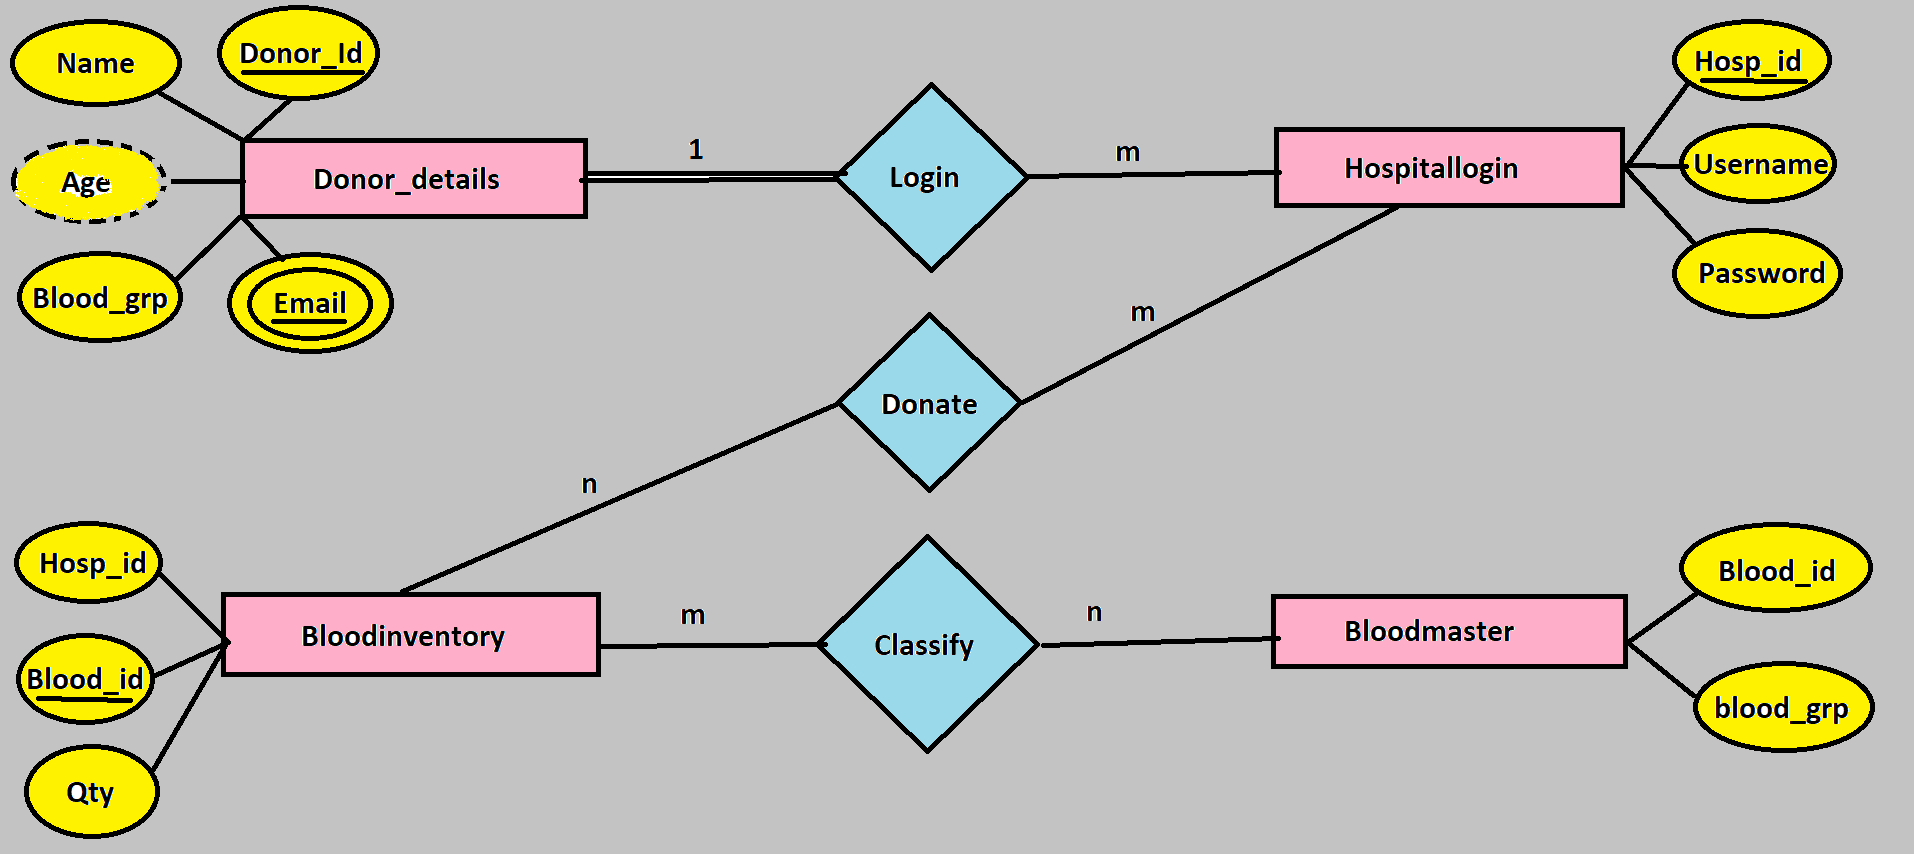 Name
Donor_Id
Hosp_id
Age
Donor_details
1
Login
m
Hospitallogin
Username
Blood_grp
Email
Password
m
Donate
n
Hosp_id
Blood_id
Bloodinventory
m
Classify
n
Bloodmaster
Blood_id
Qty
blood_grp